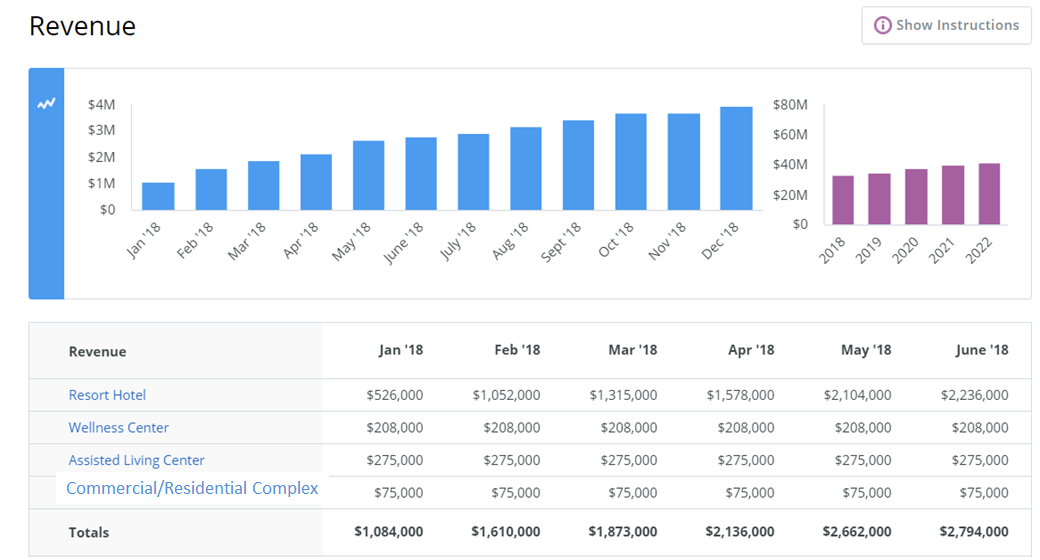 Revenue
Show Instructions
$4M
$3M
$2M
$1M
$0
Jan '18
Feb '18
Mar '18
Apr '18
May '18
June '18
July '18
Aug '18
Sept '18
Oct '18
Nov '18
Dec '18
$80M
$60M
$40M
$20M
$0
2018
2019
2020
2021
2022
Revenue Jan '18 Feb '18 Mar '18 Apr '18 May '18 June '18
Resort Hotel $526,000 $1,052,000 $1,315,000 $1,578,000 $2,104,000 $2,236,000
Wellness Center $208,000 $208,000 $208,000 $208,000 $208,000 $208,000
Assisted Living Center $275,000 $275,000 $275,000 $275,000 $275,000 $275,000
Commercial/Residential Complex $75,000 $75,000 $75,000 $75,000 $75,000 $75,000
Totals $1,084,000 $1,610,000 $1,873,000 $2,136,000 $2,662,000 $2,794,000